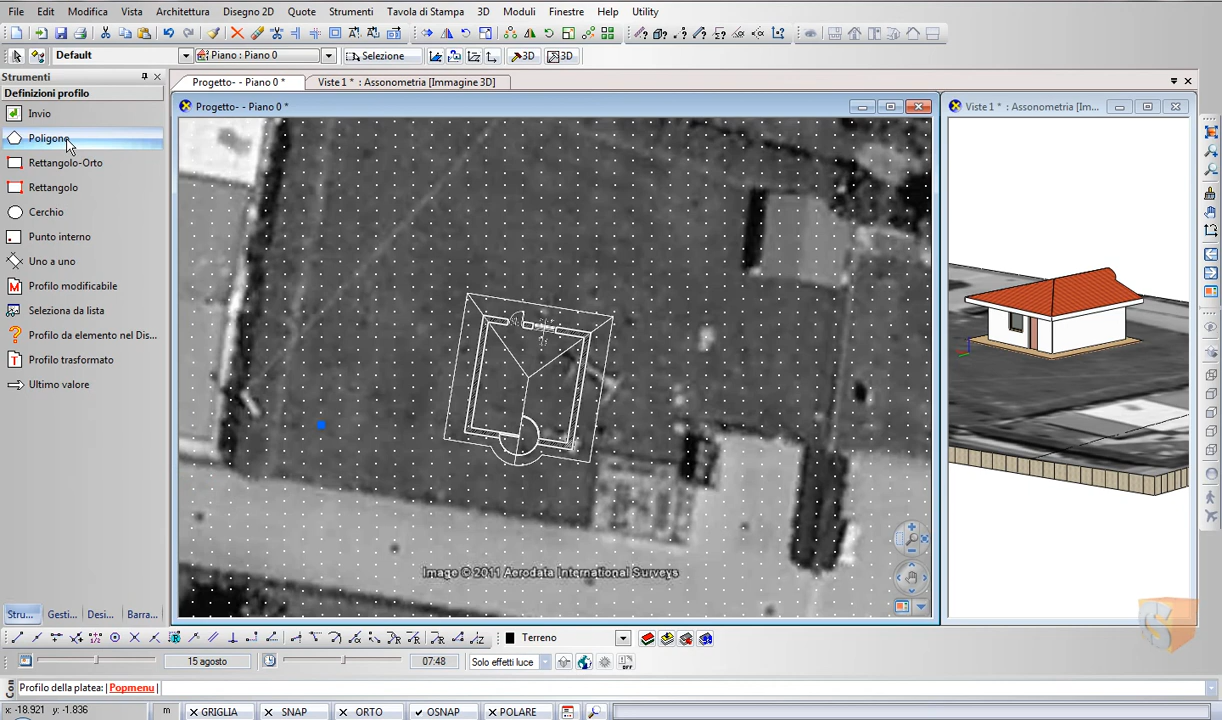 File Edit Modifica Vista Architettura Disegno 2D Quote Strumenti Tavola di Stampa 3D Moduli Finestre Help Utility
Default Piano : Piano 0 Selezione 3D 3D
Strumenti
Progetto- - Piano 0 * Viste 1 * : Assonometria [Immagine 3D]
Definizioni profilo
Progetto- - Piano 0 * Viste 1 * : Assonometria [Im...
Invio
Poligono
Rettangolo-Orto
Rettangolo
Cerchio
Punto interno
Uno a uno
Profilo modificabile
Seleziona da lista
Profilo da elemento nel Dis...
Profilo trasformato
Ultimo valore
Image © 2011 Aerodata International Surveys
Stru... Gesti... Desi... Barra...
Terreno
15 agosto 07:48 Solo effetti luce
Con Profilo della platea: | Popmenu |
x: -18.921 y: -1.836 m GRIGLIA SNAP ORTO OSNAP POLARE